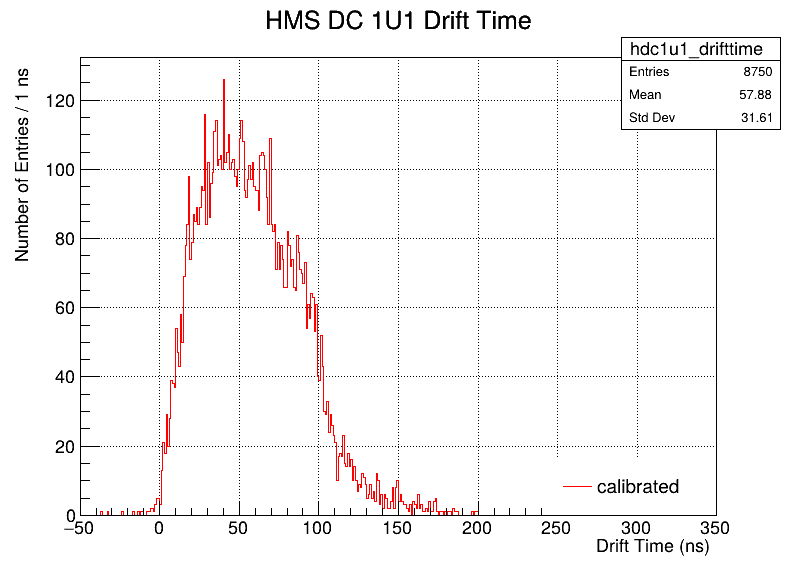 HMS DC 1U1 Drift Time
hdc1u1_drifttime
Entries 8750
Mean 57.88
Std Dev 31.61
Number of Entries / 1 ns
120
100
80
60
40
20
0
−50 0 50 100 150 200 250 300 350
Drift Time (ns)
calibrated